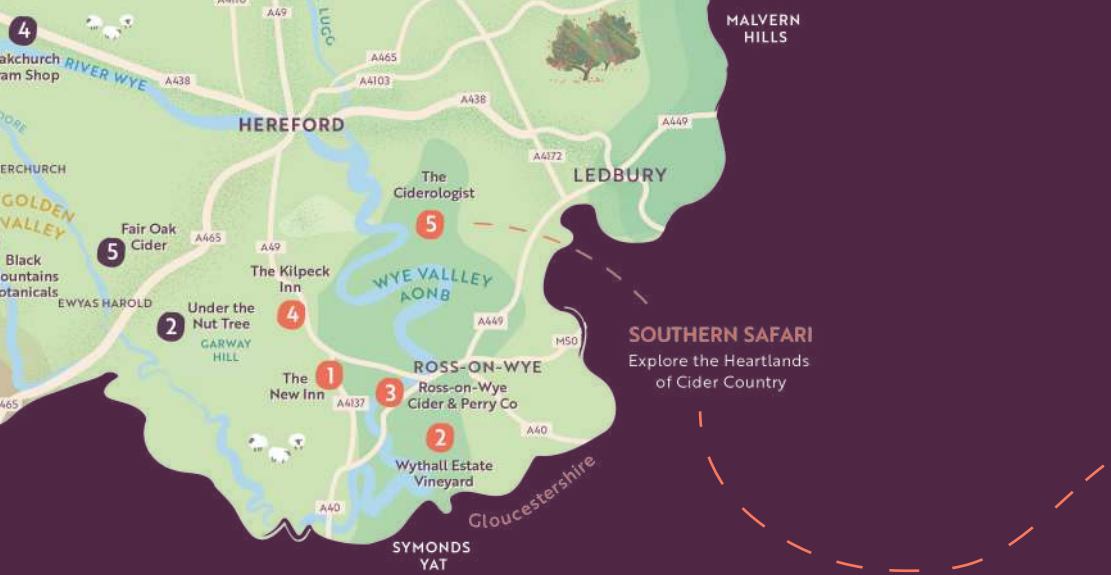 A49
LUGG
MALVERN
HILLS
4
akchurch
am Shop
RIVER WYE
A438
A465
A4103
A438
HEREFORD
A449
A4172
LEDBURY
DORE
ERCHURCH
The
Ciderologist
5
GOLDEN
VALLEY
Fair Oak
Cider
5
A465
A49
Black
ountains
otanicals
The Kilpeck
Inn
4
WYE VALLLEY
AONB
EWYAS HAROLD
Under the
Nut Tree
2
GARWAY
HILL
A449
M50
SOUTHERN SAFARI
Explore the Heartlands
of Cider Country
ROSS-ON-WYE
The
New Inn
1
3
Ross-on-Wye
Cider & Perry Co
A4137
465
2
A40
Wythall Estate
Vineyard
Gloucestershire
A40
SYMONDS
YAT